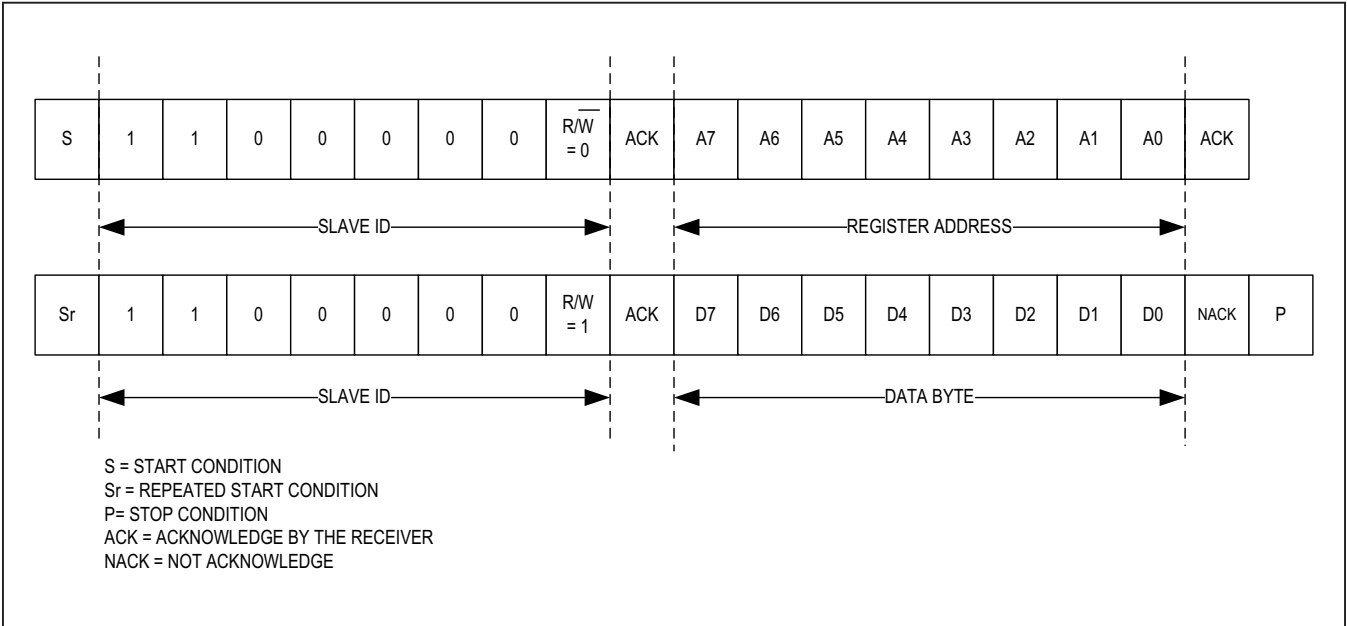 S 1 1 0 0 0 0 0 R/W̅ = 0 ACK A7 A6 A5 A4 A3 A2 A1 A0 ACK
SLAVE ID REGISTER ADDRESS
Sr 1 1 0 0 0 0 0 R/W = 1 ACK D7 D6 D5 D4 D3 D2 D1 D0 NACK P
SLAVE ID DATA BYTE
S = START CONDITION
Sr = REPEATED START CONDITION
P= STOP CONDITION
ACK = ACKNOWLEDGE BY THE RECEIVER
NACK = NOT ACKNOWLEDGE